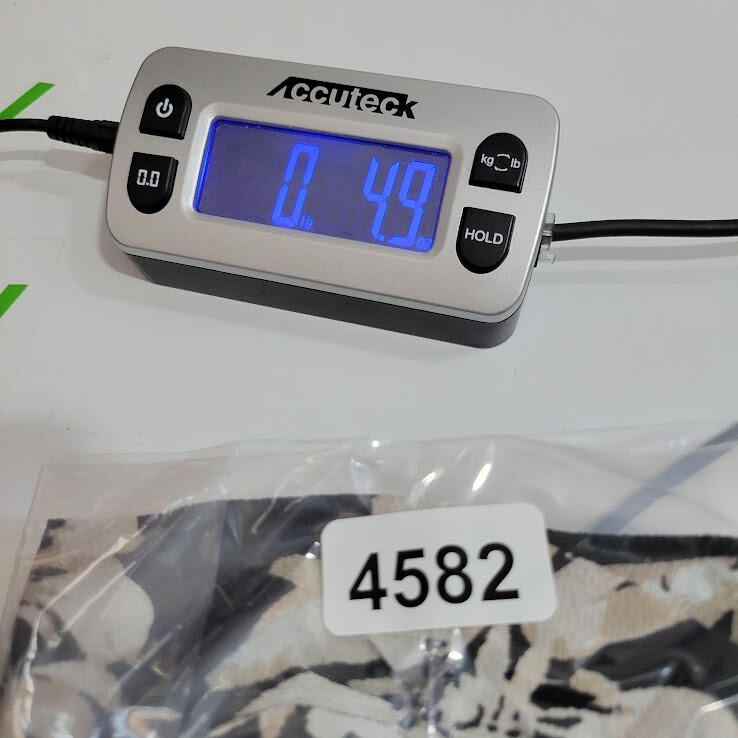 Accuteck
0.0
0 lb 4.9 oz
kg lb
HOLD
4582